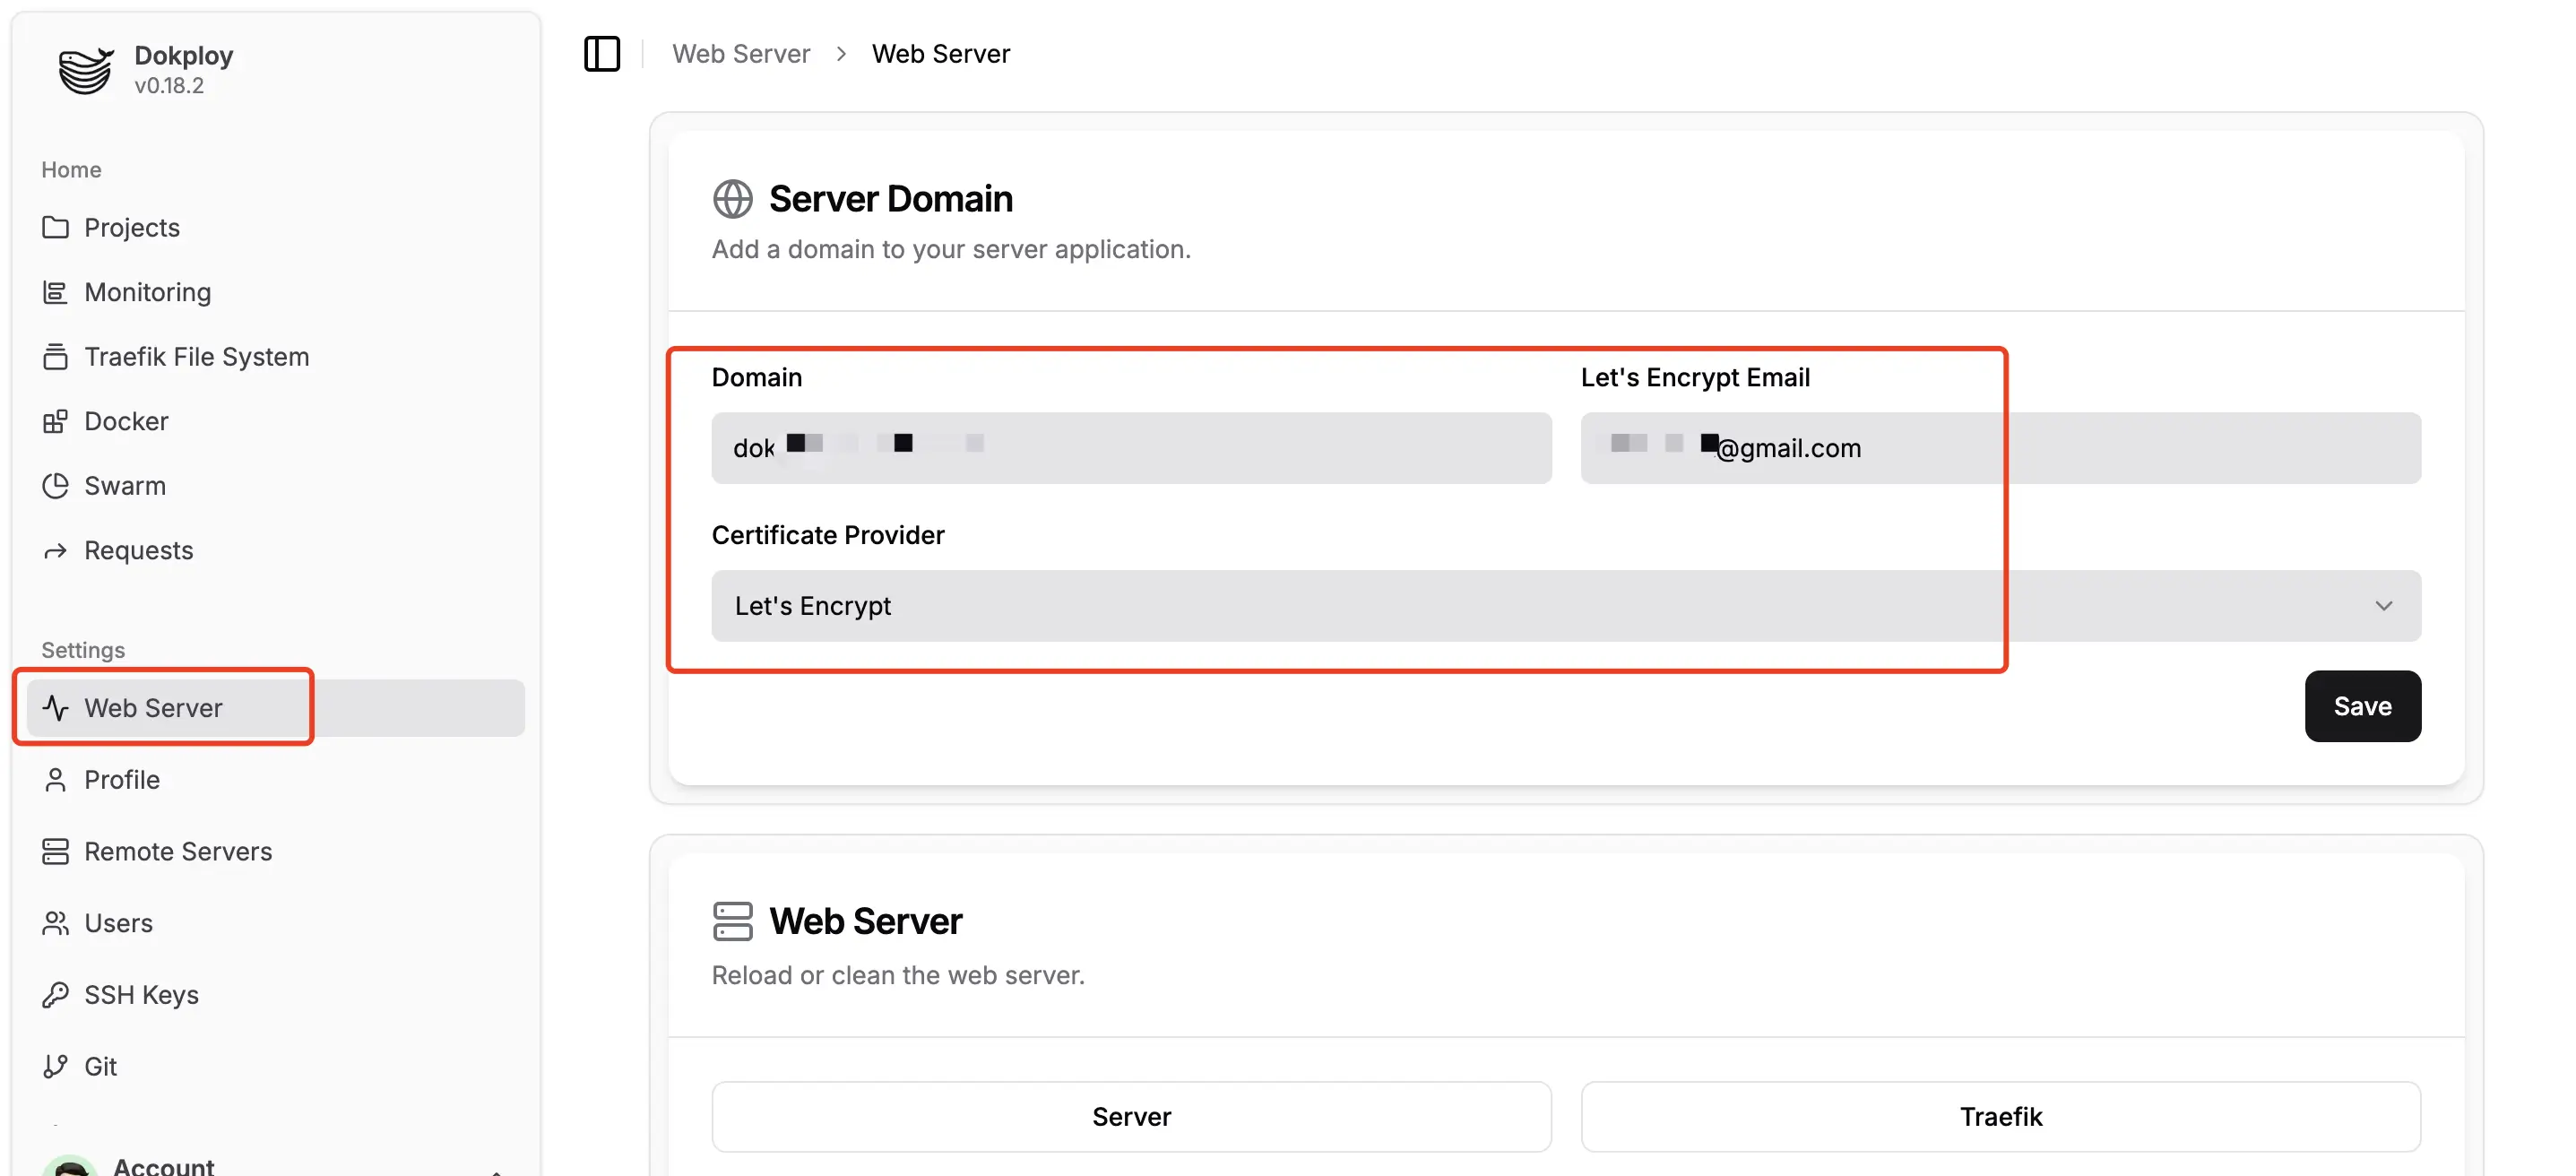 Dokploy
v0.18.2
Home
Projects
Monitoring
Traefik File System
Docker
Swarm
Requests
Settings
Web Server
Profile
Remote Servers
Users
SSH Keys
Git
Account
Web Server > Web Server
Server Domain
Add a domain to your server application.
Domain
Let's Encrypt Email
dok
@gmail.com
Certificate Provider
Let's Encrypt
Save
Web Server
Reload or clean the web server.
Server
Traefik